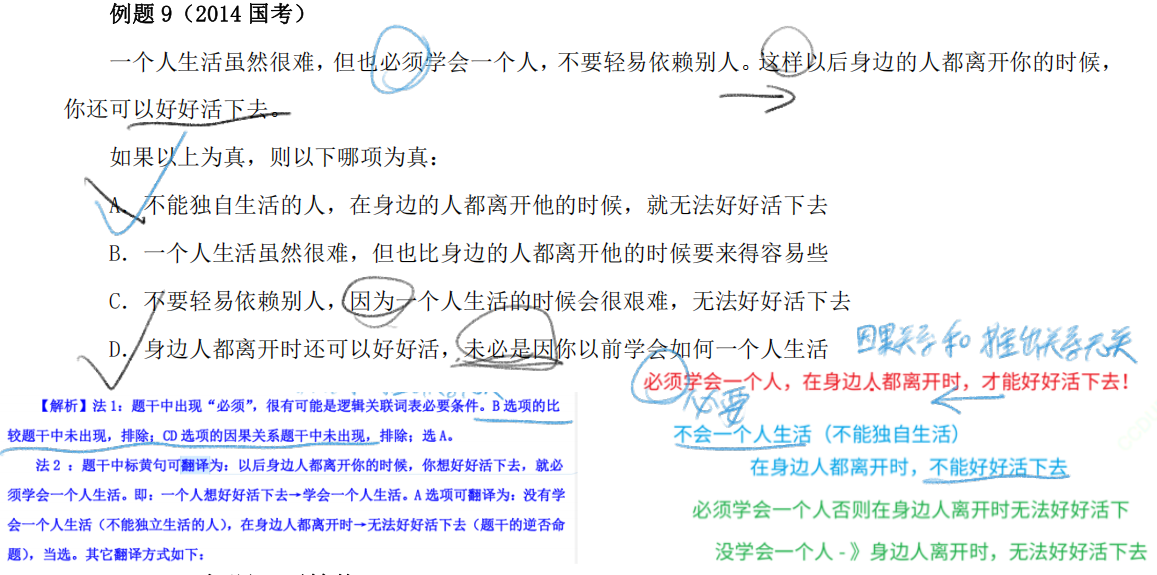 例题 9（2014 国考）
一个人生活虽然很难，但也必须学会一个人，不要轻易依赖别人。这样以后身边的人都离开你的时候，
你还可以好好活下去。
如果以上为真，则以下哪项为真：
A. 不能独自生活的人，在身边的人都离开他的时候，就无法好好活下去
B. 一个人生活虽然很难，但也比身边的人都离开他的时候要来得容易些
C. 不要轻易依赖别人，因为一个人生活的时候会很艰难，无法好好活下去
D. 身边人都离开时还可以好好活，未必是因你以前学会如何一个人生活
因果关系和推出关系无关
必须学会一个人，在身边人都离开时，才能好好活下去！
必要
【解析】法 1：题干中出现“必须”，很有可能是逻辑关联词表必要条件。B 选项的比
较题干中未出现，排除；CD 选项的因果关系题干中未出现，排除；选 A。
法 2 ：题干中标黄句可翻译为：以后身边人都离开你的时候，你想好好活下去，就必
须学会一个人生活。即：一个人想好好活下去→学会一个人生活。A 选项可翻译为：没有学
会一个人生活（不能独立生活的人），在身边人都离开时→无法好好活下去（题干的逆否命
题），当选。其它翻译方式如下：
不会一个人生活（不能独自生活）
在身边人都离开时，不能好好活下去
必须学会一个人否则在身边人离开时无法好好活下
没学会一个人 -》身边人离开时，无法好好活下去